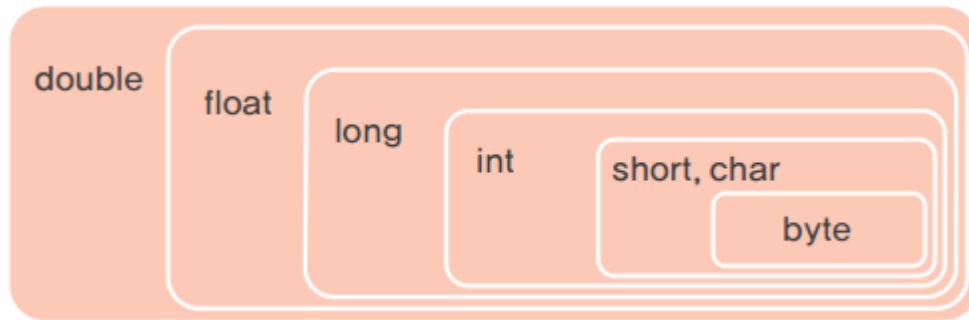 double
float
long
int
short, char
byte